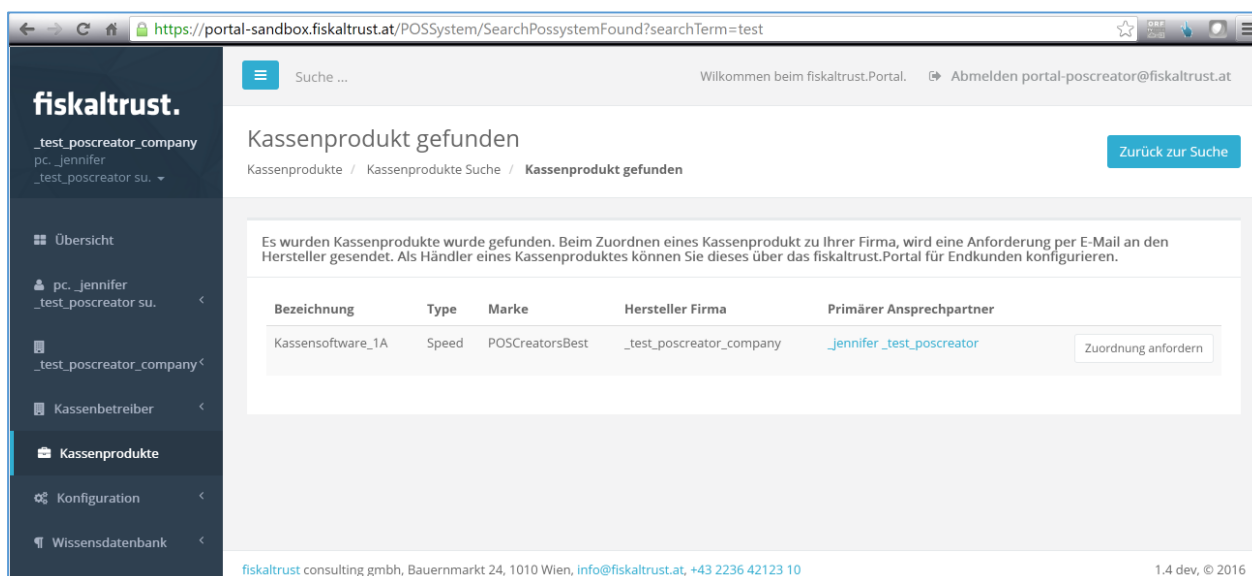 https://portal-sandbox.fiskaltrust.at/POSSystem/SearchPossystemFound?searchTerm=test
fiskaltrust.
_test_poscreator_company
pc. _jennifer
_test_poscreator su.
Übersicht
pc. _jennifer
_test_poscreator su.
_test_poscreator_company
Kassenbetreiber
Kassenprodukte
Konfiguration
Wissensdatenbank
Suche ...
Wilkommen beim fiskaltrust.Portal.
Abmelden portal-poscreator@fiskaltrust.at
Kassenprodukt gefunden
Kassenprodukte / Kassenprodukte Suche / Kassenprodukt gefunden
Zurück zur Suche
Es wurden Kassenprodukte wurde gefunden. Beim Zuordnen eines Kassenprodukt zu Ihrer Firma, wird eine Anforderung per E-Mail an den
Hersteller gesendet. Als Händler eines Kassenproduktes können Sie dieses über das fiskaltrust.Portal für Endkunden konfigurieren.
Bezeichnung Type Marke Hersteller Firma Primärer Ansprechpartner
Kassensoftware_1A Speed POSCreatorsBest _test_poscreator_company _jennifer _test_poscreator Zuordnung anfordern
fiskaltrust consulting gmbh, Bauernmarkt 24, 1010 Wien, info@fiskaltrust.at, +43 2236 42123 10
1.4 dev, © 2016